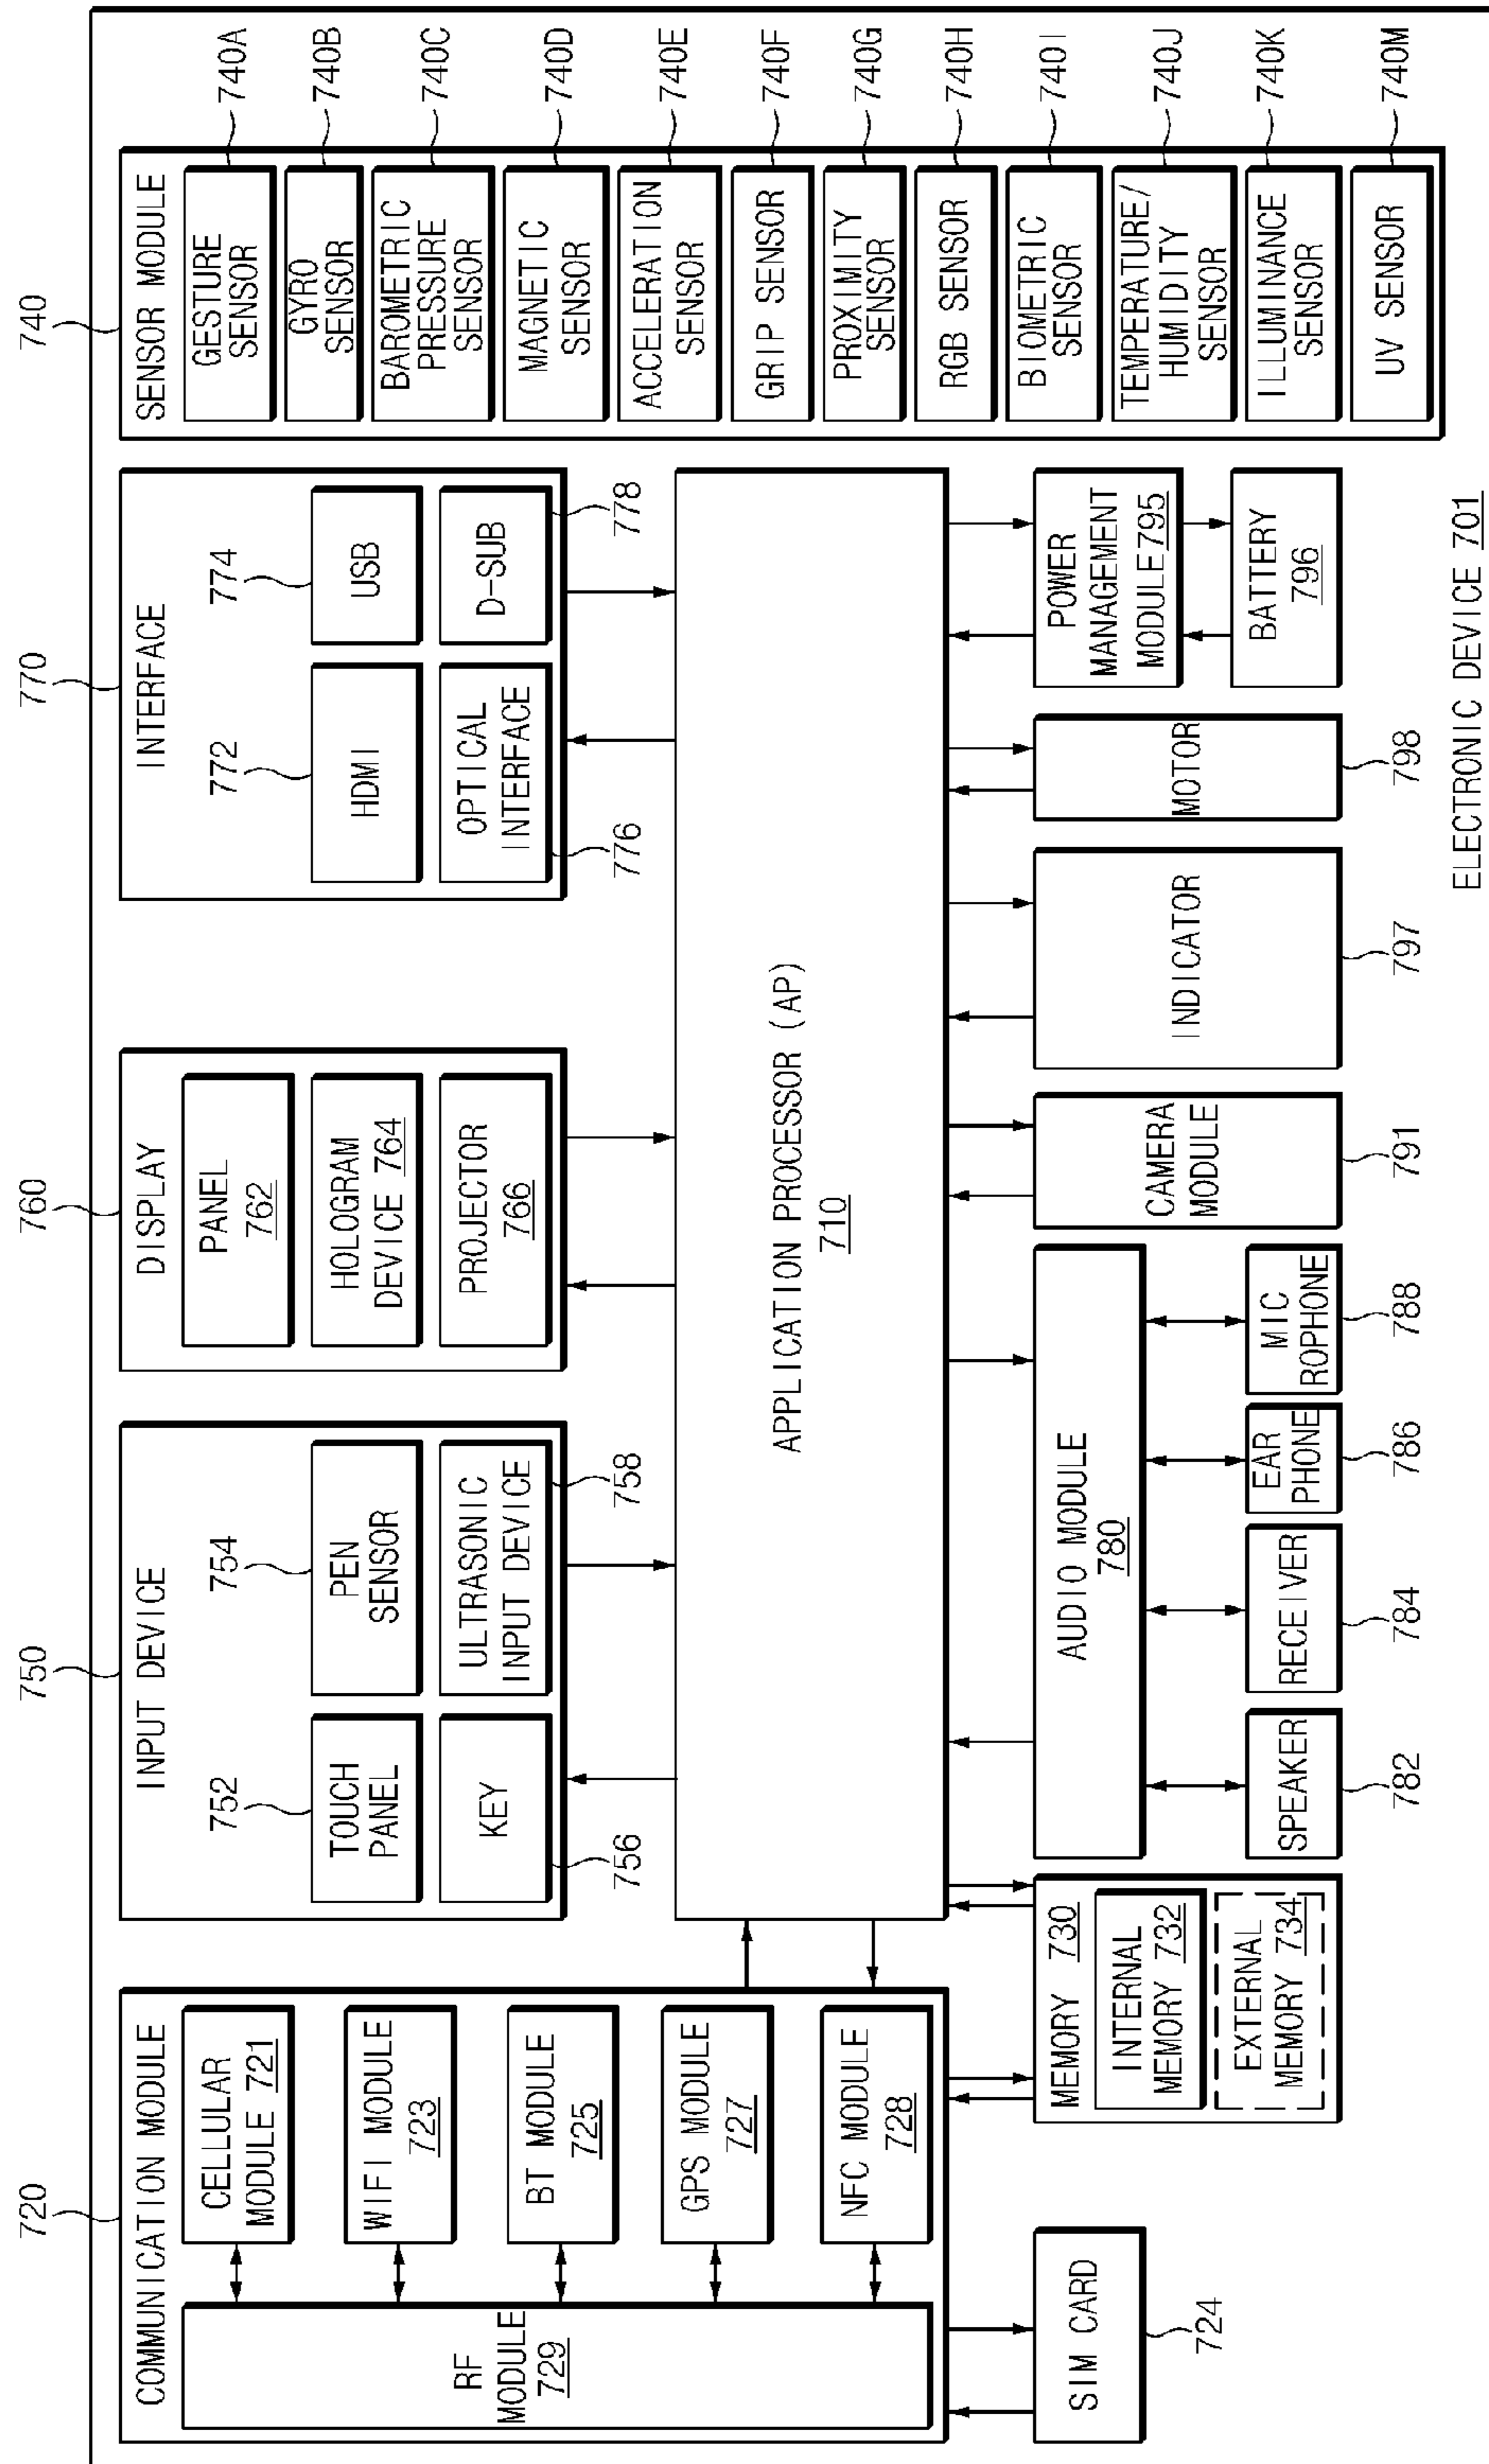 720
COMMUNICATION MODULE
CELLULAR
MODULE 721
WIFI MODULE
723
BT MODULE
725
GPS MODULE
727
NFC MODULE
728
RF
MODULE
729
SIM CARD
724
750
INPUT DEVICE
752
TOUCH
PANEL
754
PEN
SENSOR
KEY
756
ULTRASONIC
INPUT DEVICE
758
760
DISPLAY
PANEL
762
HOLOGRAM
DEVICE 764
PROJECTOR
766
770
INTERFACE
772
HDMI
774
USB
OPTICAL
INTERFACE
776
D-SUB
778
740
SENSOR MODULE
GESTURE
SENSOR
740A
GYRO
SENSOR
740B
BAROMETRIC
PRESSURE
SENSOR
740C
MAGNETIC
SENSOR
740D
ACCELERATION
SENSOR
740E
GRIP SENSOR
740F
PROXIMITY
SENSOR
740G
RGB SENSOR
740H
BIOMETRIC
SENSOR
740I
TEMPERATURE/
HUMIDITY
SENSOR
740J
ILLUMINANCE
SENSOR
740K
UV SENSOR
740M
APPLICATION PROCESSOR (AP)
710
MEMORY 730
INTERNAL
MEMORY 732
EXTERNAL
MEMORY 734
AUDIO MODULE
780
SPEAKER
782
RECEIVER
784
EAR
PHONE
786
MIC
ROPHONE
788
CAMERA
MODULE
791
INDICATOR
797
MOTOR
798
POWER
MANAGEMENT
MODULE 795
BATTERY
796
ELECTRONIC DEVICE 701